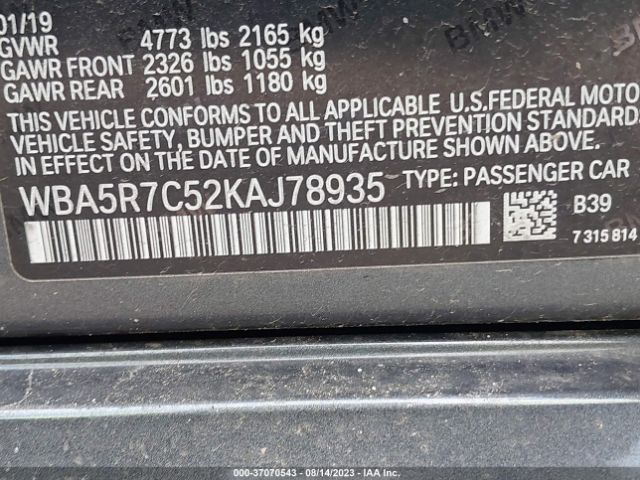 01/19
GVWR 4773 lbs 2165 kg
GAWR FRONT 2326 lbs 1055 kg
GAWR REAR 2601 lbs 1180 kg
THIS VEHICLE CONFORMS TO ALL APPLICABLE U.S.FEDERAL MOTO
VEHICLE SAFETY, BUMPER AND THEFT PREVENTION STANDARDS
IN EFFECT ON THE DATE OF MANUFACTURE SHOWN ABOVE.
WBA5R7C52KAJ78935 TYPE: PASSENGER CAR
B39
7 315 814
000-37070543 - 08/14/2023 - IAA Inc.